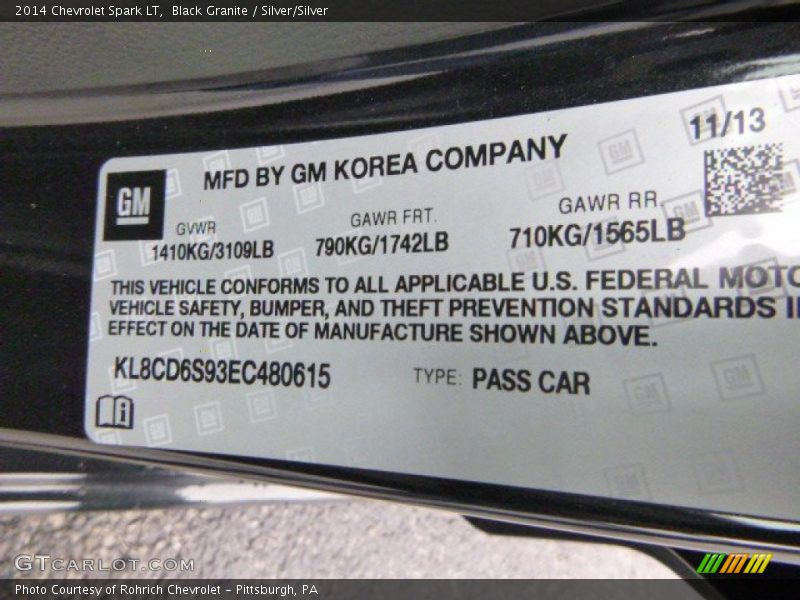 2014 Chevrolet Spark LT, Black Granite / Silver/Silver
11/13
MFD BY GM KOREA COMPANY
GM
GVWR GAWR FRT. GAWR RR.
1410KG/3109LB 790KG/1742LB 710KG/1565LB
THIS VEHICLE CONFORMS TO ALL APPLICABLE U.S. FEDERAL MOTO
VEHICLE SAFETY, BUMPER, AND THEFT PREVENTION STANDARDS I
EFFECT ON THE DATE OF MANUFACTURE SHOWN ABOVE.
KL8CD6S93EC480615 TYPE: PASS CAR
GTCARLOT.COM
Photo Courtesy of Rohrich Chevrolet - Pittsburgh, PA